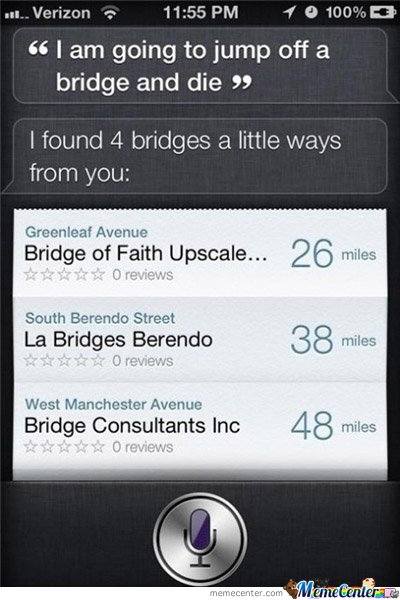 Verizon 11:55 PM 100%
“ I am going to jump off a
bridge and die ”
I found 4 bridges a little ways
from you:
Greenleaf Avenue
Bridge of Faith Upscale...
26 miles
0 reviews
South Berendo Street
La Bridges Berendo
38 miles
0 reviews
West Manchester Avenue
Bridge Consultants Inc
48 miles
0 reviews
memecenter.com MemeCenter